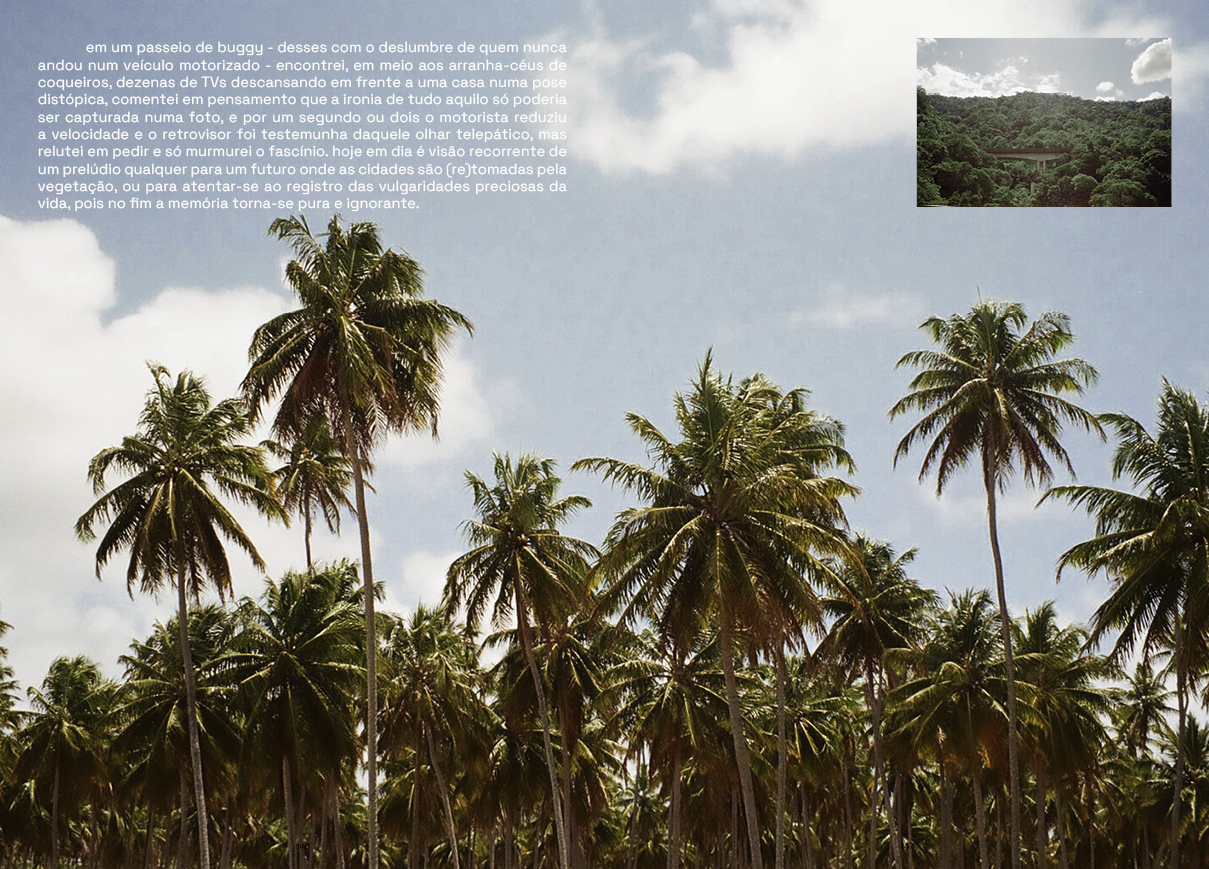 em um passeio de buggy - desses com o deslumbre de quem nunca
andou num veículo motorizado - encontrei, em meio aos arranha-céus de
coqueiros, dezenas de TVs descansando em frente a uma casa numa pose
distópica, comentei em pensamento que a ironia de tudo aquilo só poderia
ser capturada numa foto, e por um segundo ou dois o motorista reduziu
a velocidade e o retrovisor foi testemunha daquele olhar telepático, mas
relutei em pedir e só murmurei o fascínio. hoje em dia é visão recorrente de
um prelúdio qualquer para um futuro onde as cidades são (re)tomadas pela
vegetação, ou para atentar-se ao registro das vulgaridades preciosas da
vida, pois no fim a memória torna-se pura e ignorante.